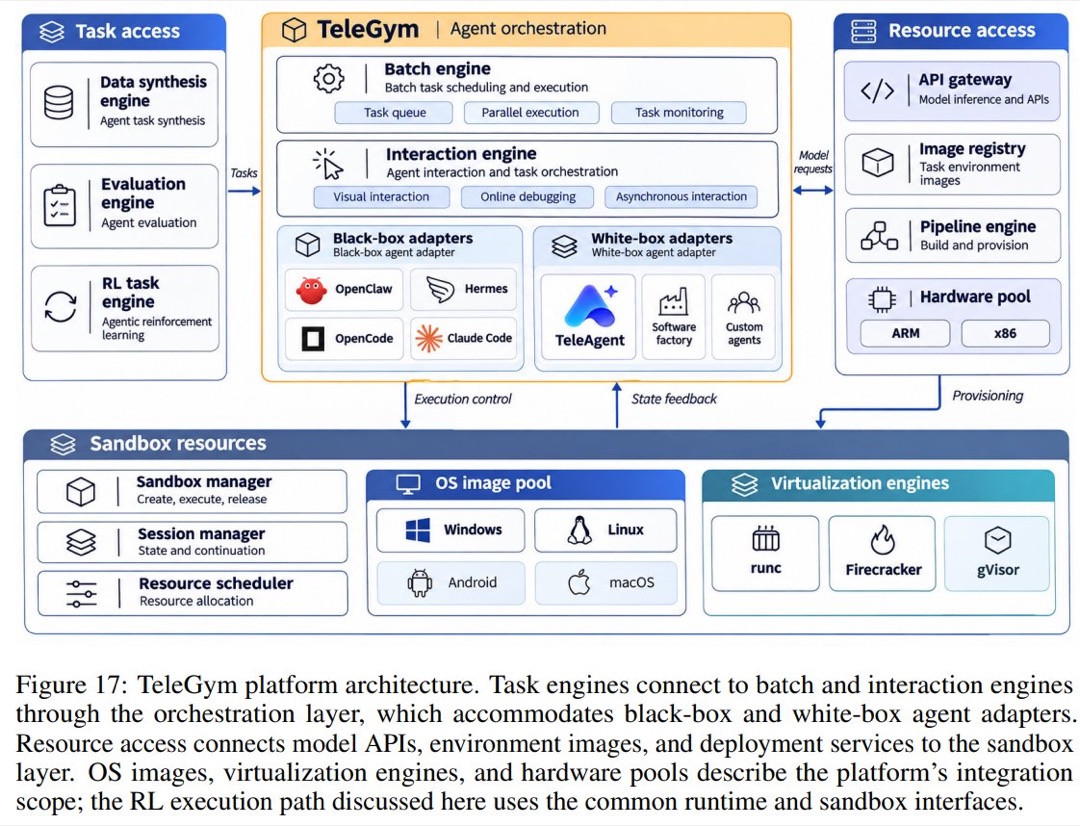 Task access
Data synthesis
engine
Agent task synthesis
Evaluation
engine
Agent evaluation
RL task
engine
Agentic reinforcement
learning
Tasks
TeleGym | Agent orchestration
Batch engine
Batch task scheduling and execution
Task queue
Parallel execution
Task monitoring
Interaction engine
Agent interaction and task orchestration
Visual interaction
Online debugging
Asynchronous interaction
Black-box adapters
Black-box agent adapter
OpenClaw
Hermes
OpenCode
Claude Code
White-box adapters
White-box agent adapter
TeleAgent
Software
factory
Custom
agents
Model
requests
Resource access
API gateway
Model inference and APIs
Image registry
Task environment
images
Pipeline engine
Build and provision
Hardware pool
ARM
x86
Execution control
State feedback
Provisioning
Sandbox resources
Sandbox manager
Create, execute, release
Session manager
State and continuation
Resource scheduler
Resource allocation
OS image pool
Windows
Linux
Android
macOS
Virtualization engines
runc
Firecracker
gVisor
Figure 17: TeleGym platform architecture. Task engines connect to batch and interaction engines
through the orchestration layer, which accommodates black-box and white-box agent adapters.
Resource access connects model APIs, environment images, and deployment services to the sandbox
layer. OS images, virtualization engines, and hardware pools describe the platform's integration
scope; the RL execution path discussed here uses the common runtime and sandbox interfaces.